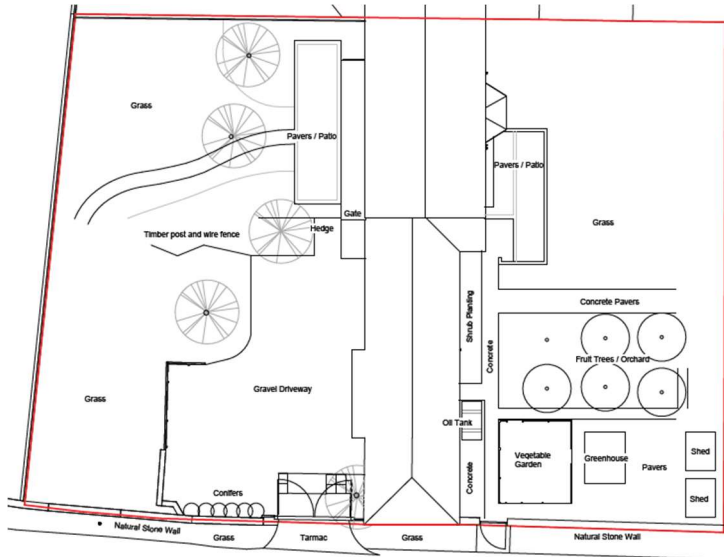 Grass
Pavers / Patio
Pavers / Patio
Gate
Hedge
Timber post and wire fence
Grass
Concrete Pavers
Shrub Planting
Concrete
Fruit Trees / Orchard
Gravel Driveway
Grass
Oil Tank
Vegetable
Garden
Greenhouse
Pavers
Shed
Shed
Concrete
Conifers
Natural Stone Wall
Grass
Tarmac
Grass
Natural Stone Wall